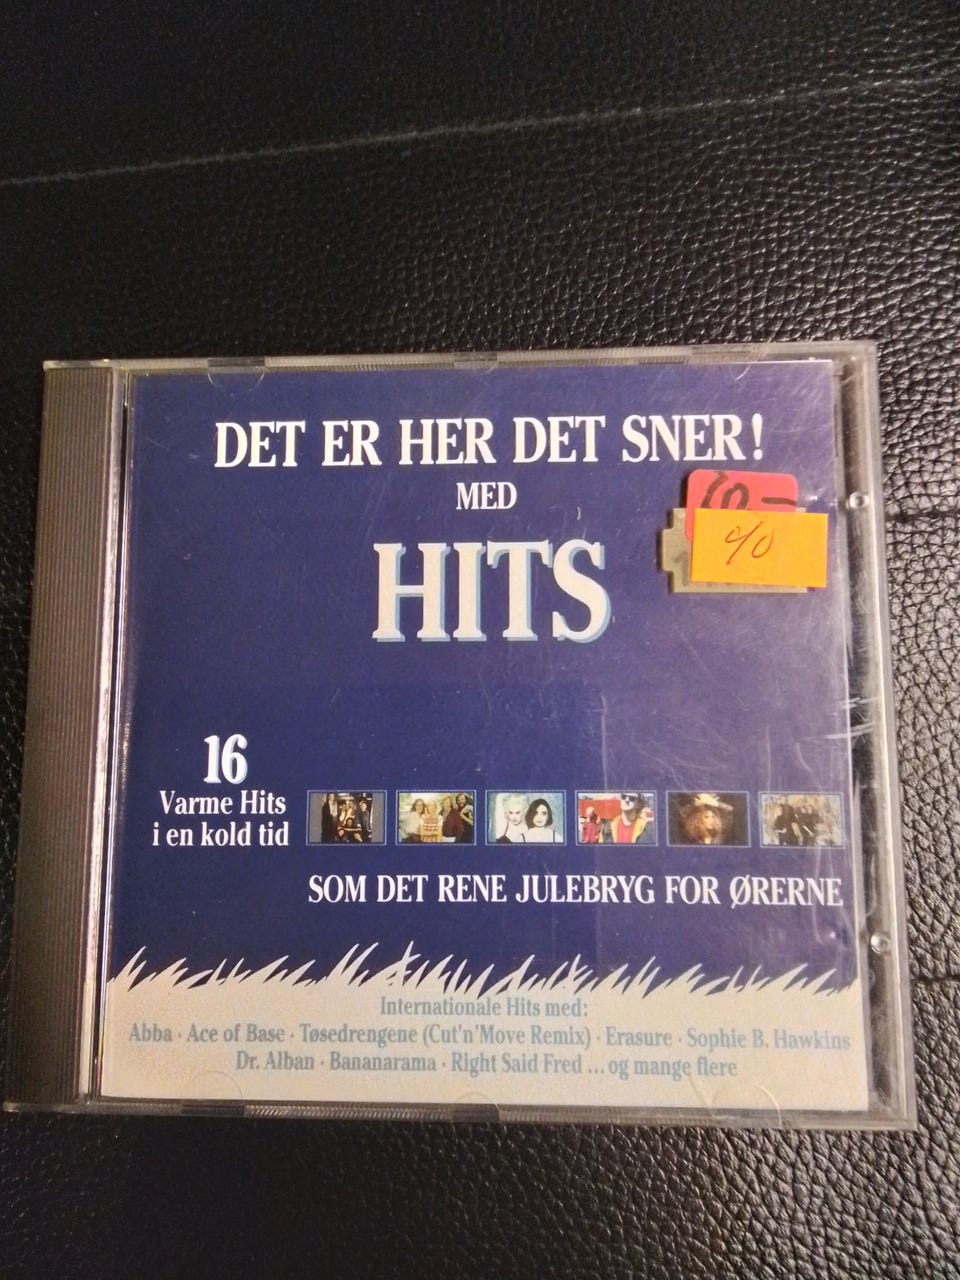 DET ER HER DET SNER!
MED
HITS
10.-
16
Varme Hits
i en kold tid
SOM DET RENE JULEBRYG FOR ØRERNE
Internationale Hits med:
Abba · Ace of Base · Tøsedrengene (Cut'n'Move Remix) · Erasure · Sophie B. Hawkins
Dr. Alban · Bananarama · Right Said Fred ... og mange flere